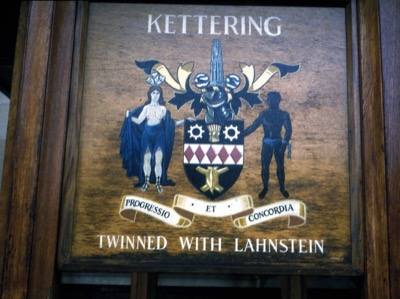 KETTERING
PROGRESSIO ET CONCORDIA
TWINNED WITH LAHNSTEIN